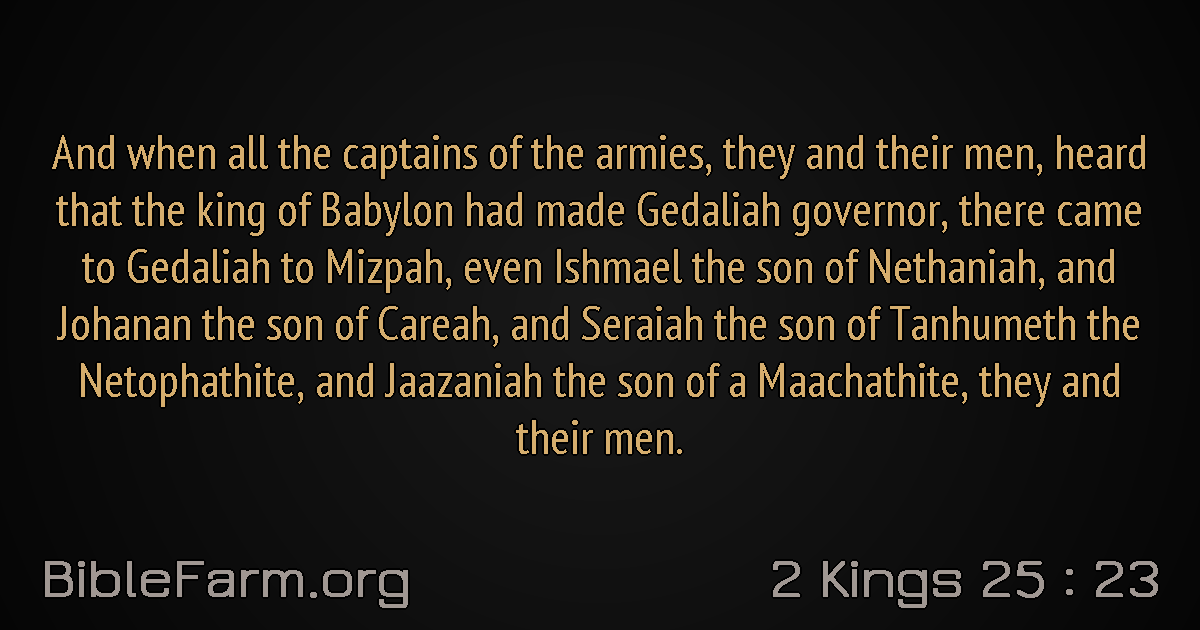 And when all the captains of the armies, they and their men, heard
that the king of Babylon had made Gedaliah governor, there came
to Gedaliah to Mizpah, even Ishmael the son of Nethaniah, and
Johanan the son of Careah, and Seraiah the son of Tanhumeth the
Netophathite, and Jaazaniah the son of a Maachathite, they and
their men.
BibleFarm.org
2 Kings 25 : 23